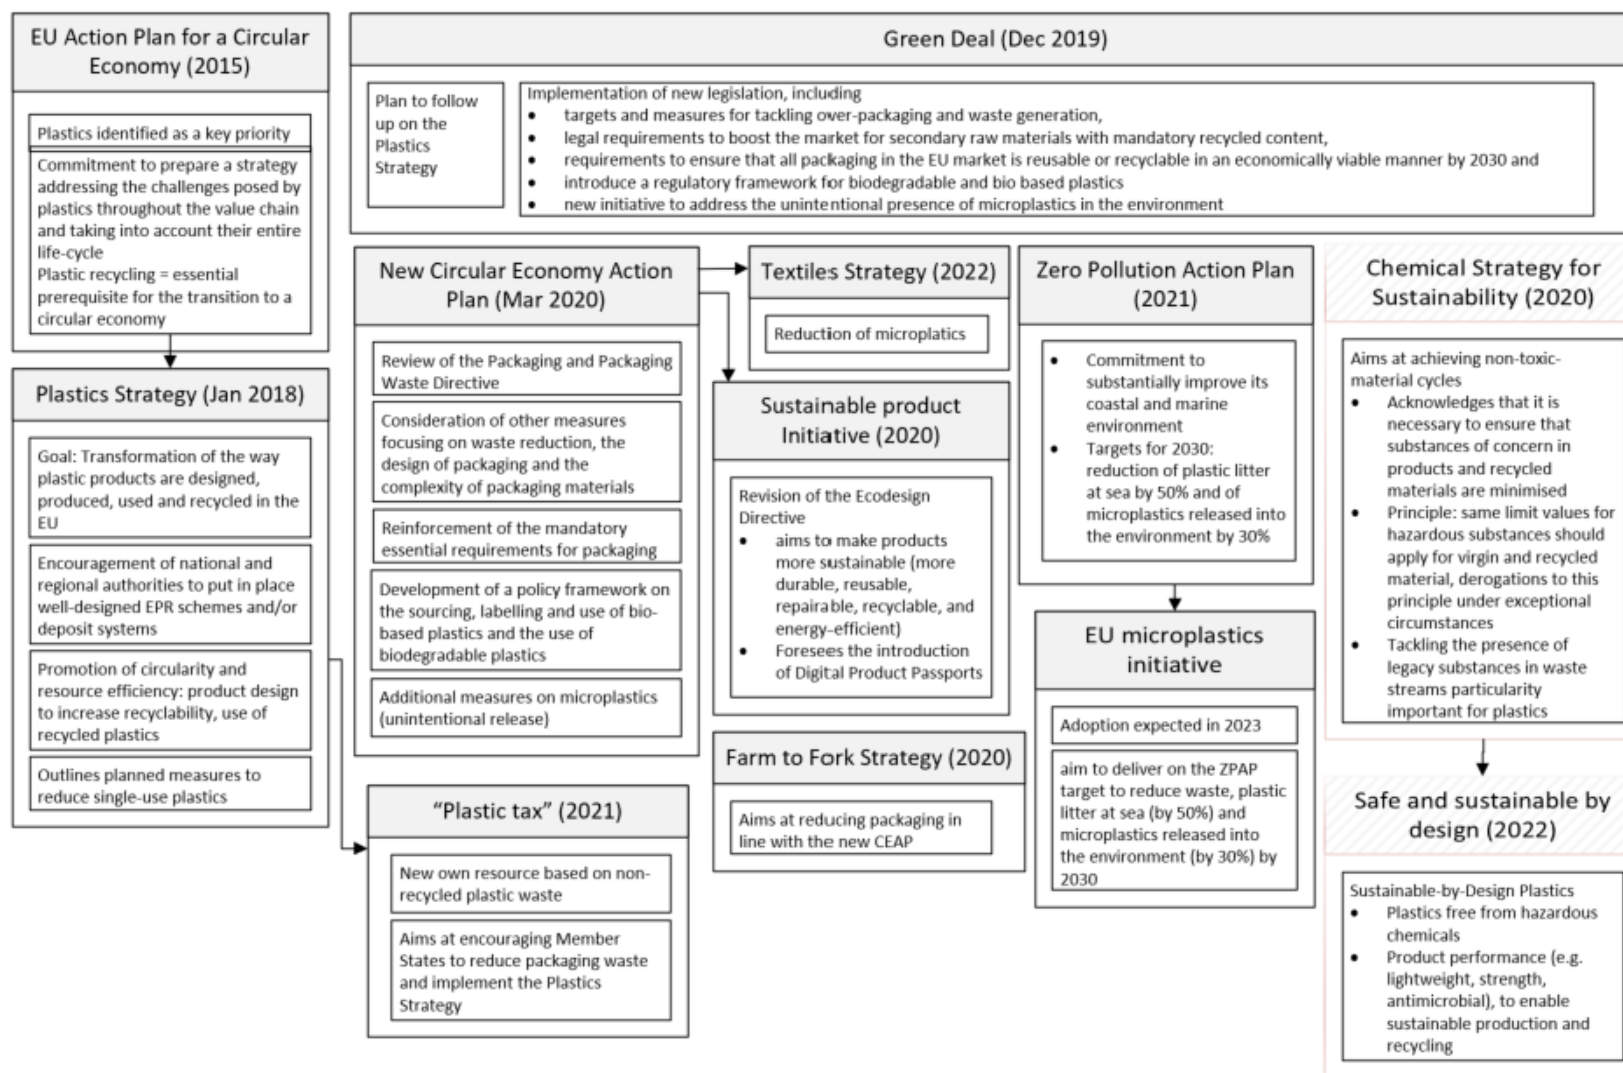 EU Action Plan for a Circular
Economy (2015)
Plastics identified as a key priority
Commitment to prepare a strategy
addressing the challenges posed by
plastics throughout the value chain
and taking into account their entire
life-cycle
Plastic recycling = essential
prerequisite for the transition to a
circular economy
Plastics Strategy (Jan 2018)
Goal: Transformation of the way
plastic products are designed,
produced, used and recycled in the
EU
Encouragement of national and
regional authorities to put in place
well-designed EPR schemes and/or
deposit systems
Promotion of circularity and
resource efficiency: product design
to increase recyclability, use of
recycled plastics
Outlines planned measures to
reduce single-use plastics
Green Deal (Dec 2019)
Plan to follow
up on the
Plastics
Strategy
Implementation of new legislation, including
• targets and measures for tackling over-packaging and waste generation,
• legal requirements to boost the market for secondary raw materials with mandatory recycled content,
• requirements to ensure that all packaging in the EU market is reusable or recyclable in an economically viable manner by 2030 and
• introduce a regulatory framework for biodegradable and bio based plastics
• new initiative to address the unintentional presence of microplastics in the environment
New Circular Economy Action
Plan (Mar 2020)
Review of the Packaging and Packaging
Waste Directive
Consideration of other measures
focusing on waste reduction, the
design of packaging and the
complexity of packaging materials
Reinforcement of the mandatory
essential requirements for packaging
Development of a policy framework on
the sourcing, labelling and use of bio-
based plastics and the use of
biodegradable plastics
Additional measures on microplastics
(unintentional release)
"Plastic tax" (2021)
New own resource based on non-
recycled plastic waste
Aims at encouraging Member
States to reduce packaging waste
and implement the Plastics
Strategy
Textiles Strategy (2022)
Reduction of microplatics
Sustainable product
Initiative (2020)
Revision of the Ecodesign
Directive
• aims to make products
more sustainable (more
durable, reusable,
repairable, recyclable, and
energy-efficient)
• Foresees the introduction
of Digital Product Passports
Farm to Fork Strategy (2020)
Aims at reducing packaging in
line with the new CEAP
Zero Pollution Action Plan
(2021)
• Commitment to
substantially improve its
coastal and marine
environment
• Targets for 2030:
reduction of plastic litter
at sea by 50% and of
microplastics released into
the environment by 30%
EU microplastics
initiative
Adoption expected in 2023
aim to deliver on the ZPAP
target to reduce waste, plastic
litter at sea (by 50%) and
microplastics released into
the environment (by 30%) by
2030
Chemical Strategy for
Sustainability (2020)
Aims at achieving non-toxic-
material cycles
• Acknowledges that it is
necessary to ensure that
substances of concern in
products and recycled
materials are minimised
• Principle: same limit values for
hazardous substances should
apply for virgin and recycled
material, derogations to this
principle under exceptional
circumstances
• Tackling the presence of
legacy substances in waste
streams particularity
important for plastics
Safe and sustainable by
design (2022)
Sustainable-by-Design Plastics
• Plastics free from hazardous
chemicals
• Product performance (e.g.
lightweight, strength,
antimicrobial), to enable
sustainable production and
recycling